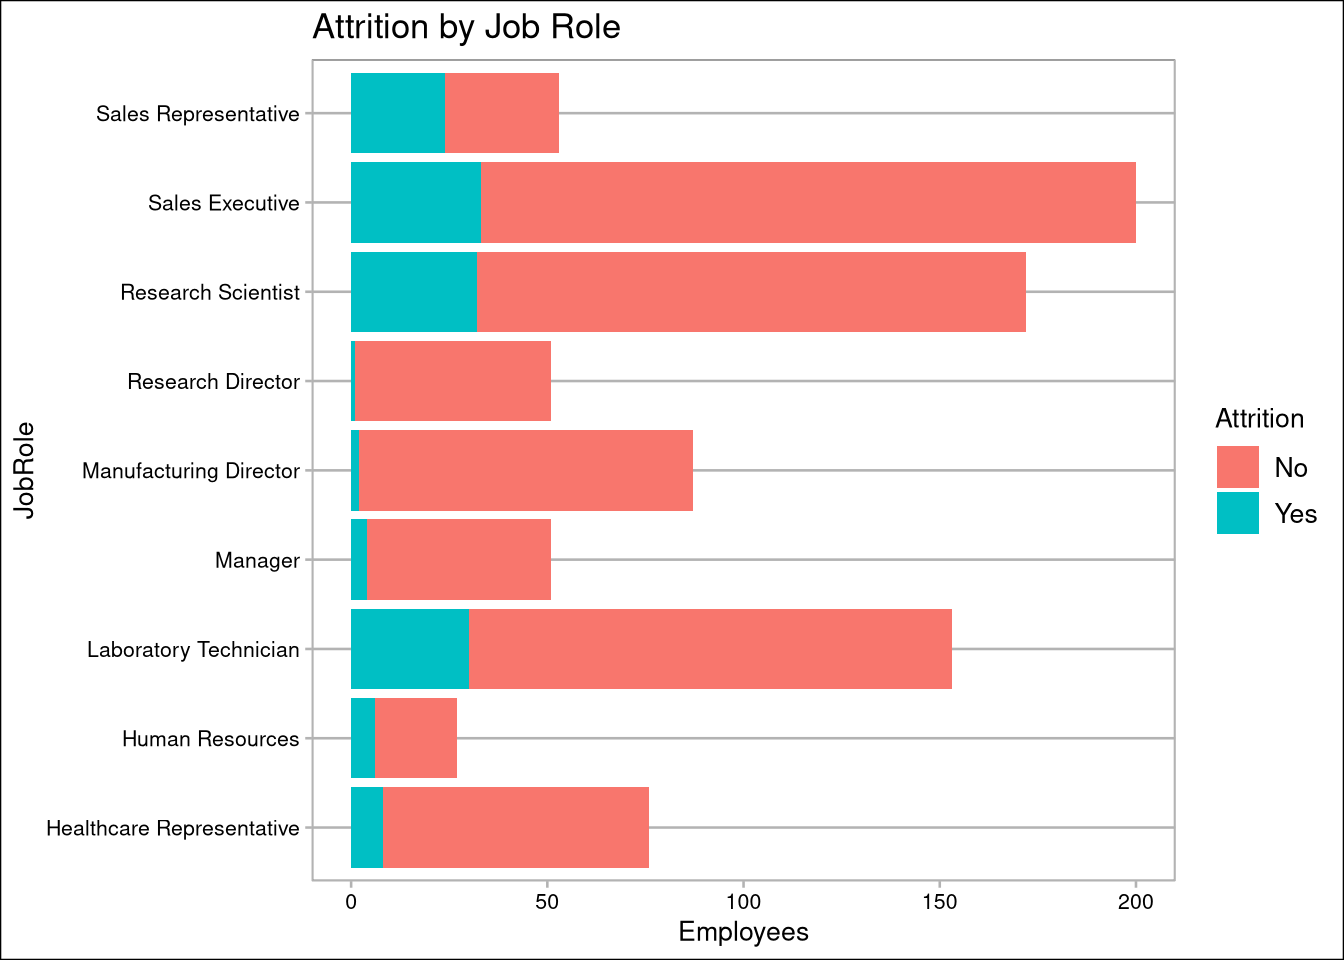 Attrition by Job Role
JobRole
Sales Representative
Sales Executive
Research Scientist
Research Director
Manufacturing Director
Manager
Laboratory Technician
Human Resources
Healthcare Representative
0 50 100 150 200
Employees
Attrition
No
Yes